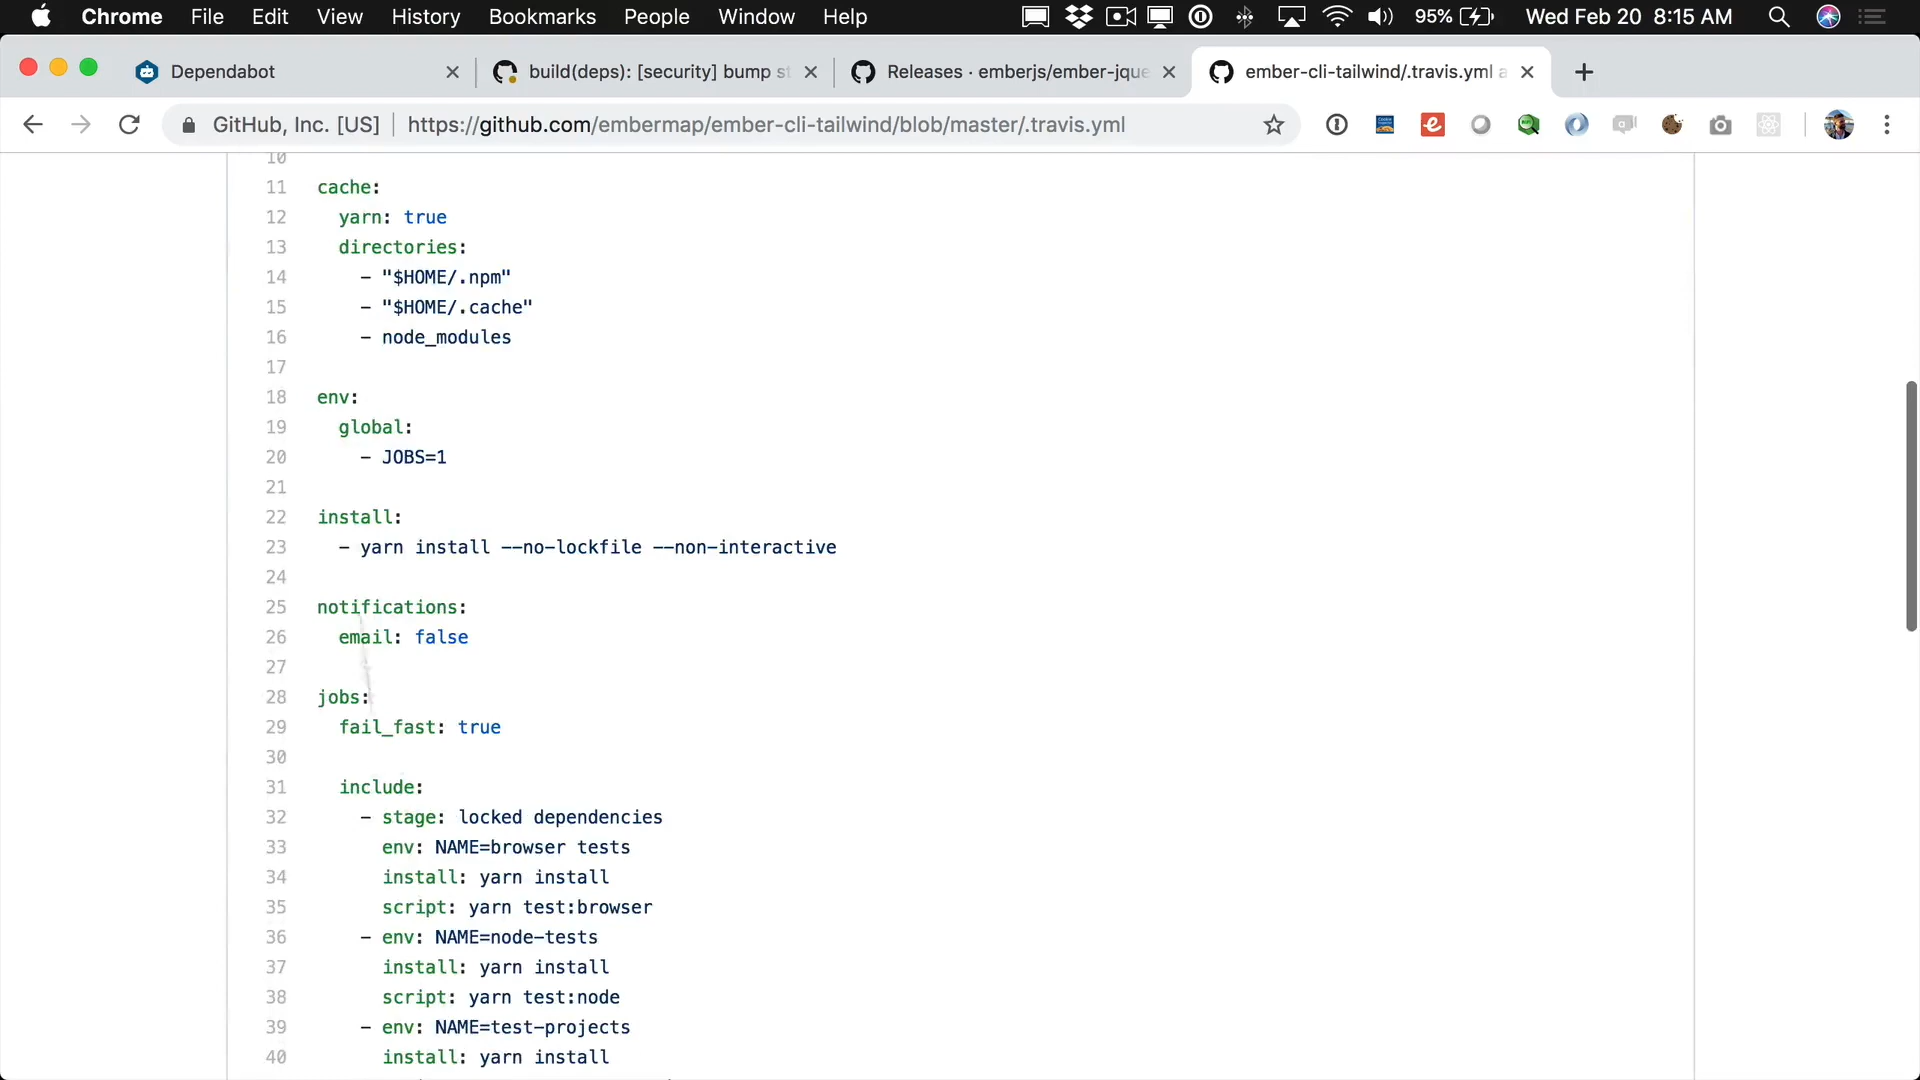 Chrome File Edit View History Bookmarks People Window Help 95% Wed Feb 20 8:15 AM
Dependabot
build(deps): [security] bump st
Releases · emberjs/ember-jque
ember-cli-tailwind/.travis.yml a
GitHub, Inc. [US] https://github.com/embermap/ember-cli-tailwind/blob/master/.travis.yml
10
11 cache:
12 yarn: true
13 directories:
14 - "$HOME/.npm"
15 - "$HOME/.cache"
16 - node_modules
17
18 env:
19 global:
20 - JOBS=1
21
22 install:
23 - yarn install --no-lockfile --non-interactive
24
25 notifications:
26 email: false
27
28 jobs:
29 fail_fast: true
30
31 include:
32 - stage: locked dependencies
33 env: NAME=browser tests
34 install: yarn install
35 script: yarn test:browser
36 - env: NAME=node-tests
37 install: yarn install
38 script: yarn test:node
39 - env: NAME=test-projects
40 install: yarn install